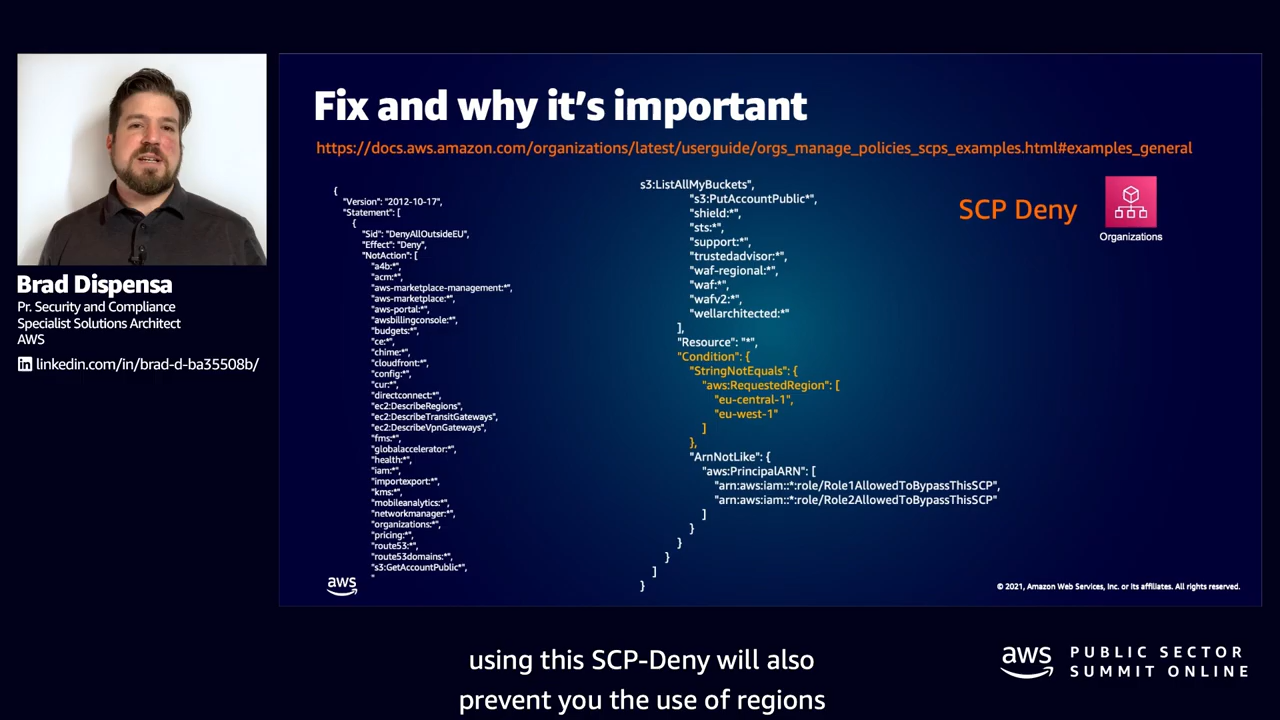 Fix and why it's important
https://docs.aws.amazon.com/organizations/latest/userguide/orgs_manage_policies_scps_examples.html#examples_general
{
"Version": "2012-10-17",
"Statement": [
{
"Sid": "DenyAllOutsideEU",
"Effect": "Deny",
"NotAction": [
"a4b:*",
"acm:*",
"aws-marketplace-management:*",
"aws-marketplace:*",
"aws-portal:*",
"awsbillingconsole:*",
"budgets:*",
"ce:*",
"chime:*",
"cloudfront:*",
"config:*",
"cur:*",
"directconnect:*",
"ec2:DescribeRegions",
"ec2:DescribeTransitGateways",
"ec2:DescribeVpnGateways",
"fms:*",
"globalaccelerator:*",
"health:*",
"iam:*",
"importexport:*",
"kms:*",
"mobileanalytics:*",
"networkmanager:*",
"organizations:*",
"pricing:*",
"route53:*",
"route53domains:*",
"s3:GetAccountPublic*",
"
s3:ListAllMyBuckets",
"s3:PutAccountPublic*",
"shield:*",
"sts:*",
"support:*",
"trustedadvisor:*",
"waf-regional:*",
"waf:*",
"wafv2:*",
"wellarchitected:*"
],
"Resource": "*",
"Condition": {
"StringNotEquals": {
"aws:RequestedRegion": [
"eu-central-1",
"eu-west-1"
]
},
"ArnNotLike": {
"aws:PrincipalARN": [
"arn:aws:iam::*:role/Role1AllowedToBypassThisSCP",
"arn:aws:iam::*:role/Role2AllowedToBypassThisSCP"
]
}
}
}
]
}
SCP Deny
Organizations
aws
© 2021, Amazon Web Services, Inc. or its affiliates. All rights reserved.
Brad Dispensa
Pr. Security and Compliance
Specialist Solutions Architect
AWS
in linkedin.com/in/brad-d-ba35508b/
using this SCP-Deny will also
prevent you the use of regions
aws PUBLIC SECTOR
SUMMIT ONLINE